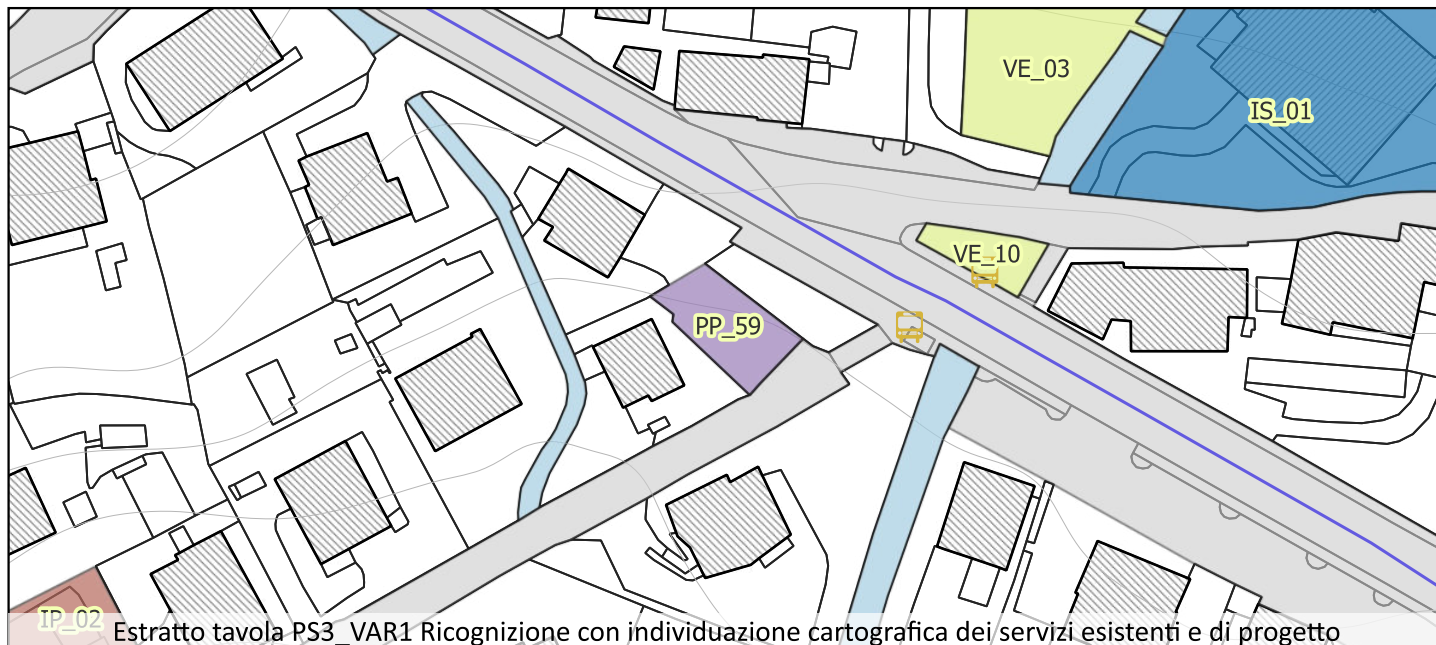 VE_03
IS_01
VE_10
PP_59
IP_02
Estratto tavola PS3_VAR1 Ricognizione con individuazione cartografica dei servizi esistenti e di progetto